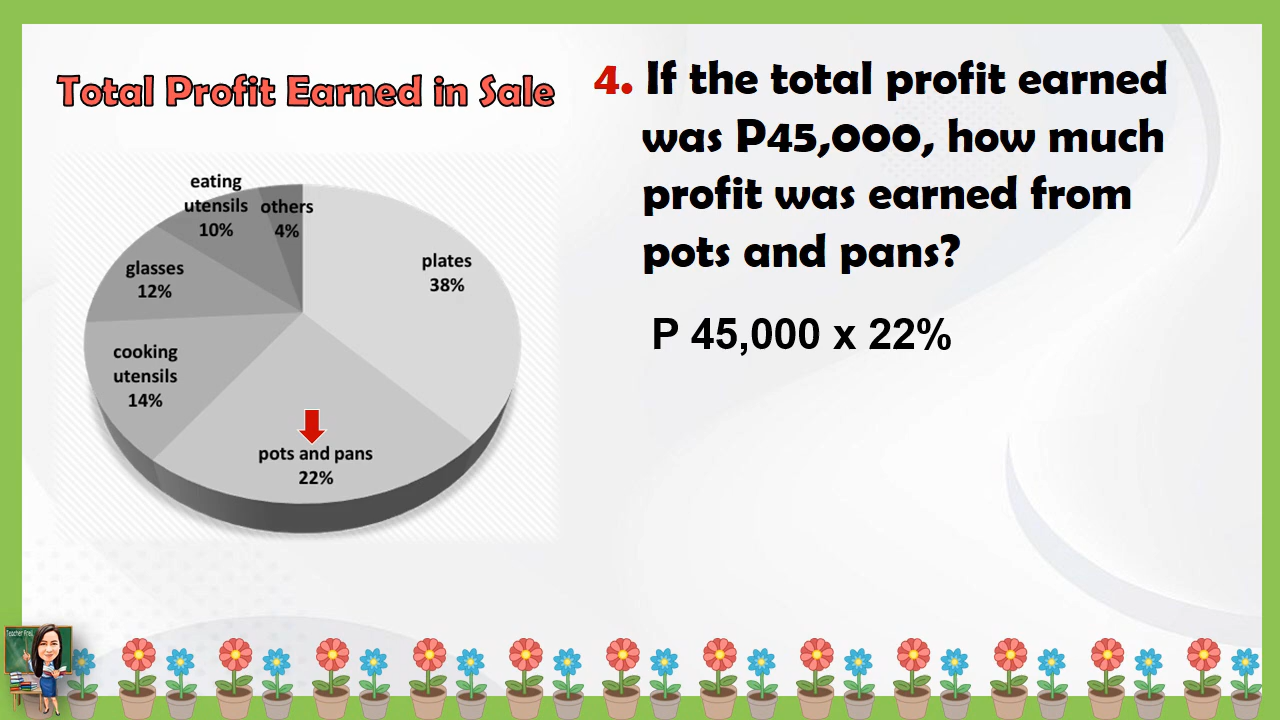 Total Profit Earned in Sale
4. If the total profit earned
was P45,000, how much
profit was earned from
pots and pans?
P 45,000 x 22%
eating
utensils
10%
others
4%
plates
38%
glasses
12%
cooking
utensils
14%
pots and pans
22%